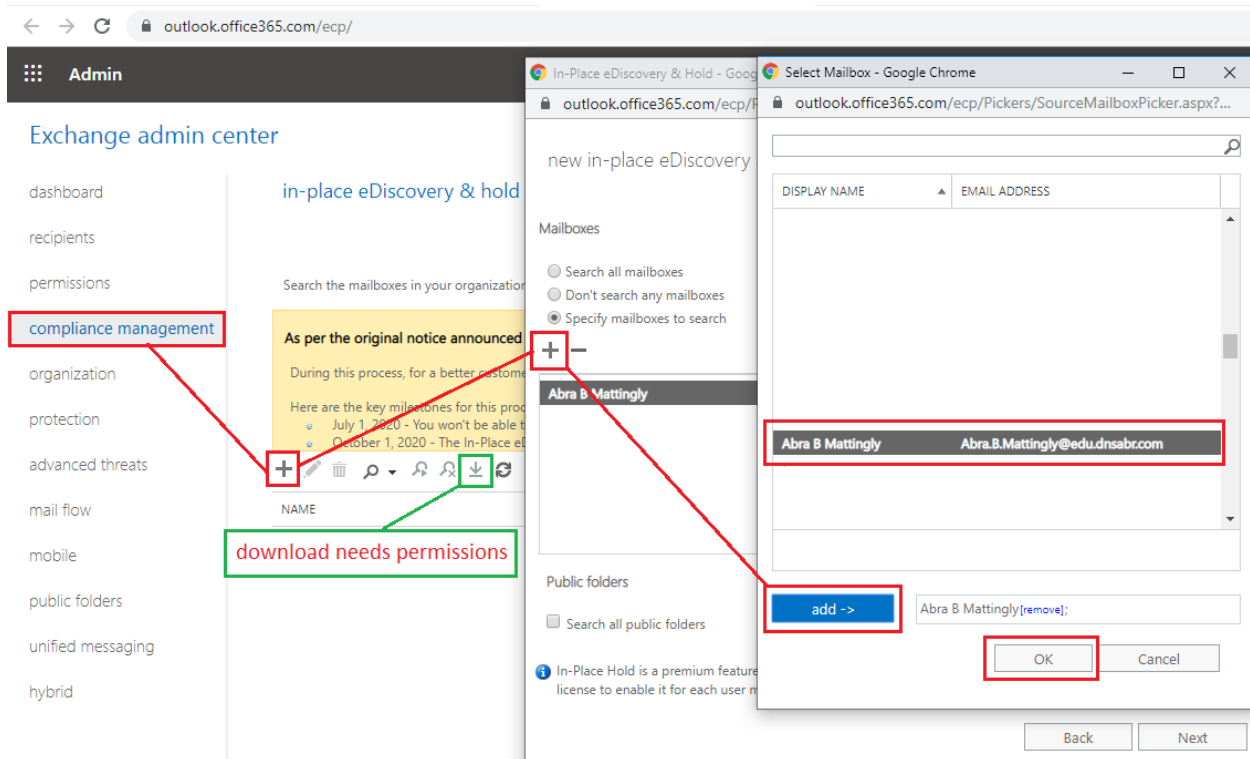 outlook.office365.com/ecp/
Admin
Exchange admin center
dashboard
recipients
permissions
compliance management
organization
protection
advanced threats
mail flow
mobile
public folders
unified messaging
hybrid
in-place eDiscovery & hold
Search the mailboxes in your organization
As per the original notice announced
During this process, for a better custome
Here are the key milestones for this proc
July 1, 2020 - You won't be able t
October 1, 2020 - The In-Place eD
NAME
download needs permissions
In-Place eDiscovery & Hold - Goog
outlook.office365.com/ecp/
new in-place eDiscovery
Mailboxes
Search all mailboxes
Don't search any mailboxes
Specify mailboxes to search
Abra B Mattingly
Public folders
Search all public folders
In-Place Hold is a premium feature
license to enable it for each user m
Back Next
Select Mailbox - Google Chrome
outlook.office365.com/ecp/Pickers/SourceMailboxPicker.aspx?...
DISPLAY NAME EMAIL ADDRESS
Abra B Mattingly Abra.B.Mattingly@edu.dnsabr.com
add -> Abra B Mattingly[remove];
OK Cancel